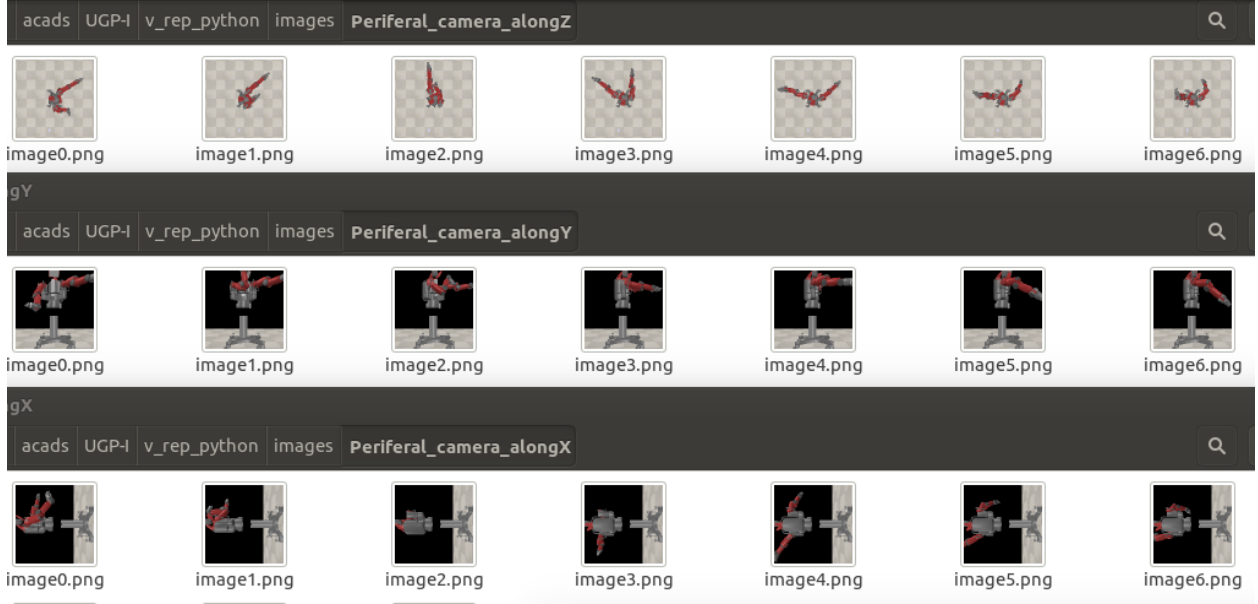 acads UGP-I v_rep_python images Periferal_camera_alongZ
image0.png image1.png image2.png image3.png image4.png image5.png image6.png
gY
acads UGP-I v_rep_python images Periferal_camera_alongY
image0.png image1.png image2.png image3.png image4.png image5.png image6.png
gX
acads UGP-I v_rep_python images Periferal_camera_alongX
image0.png image1.png image2.png image3.png image4.png image5.png image6.png